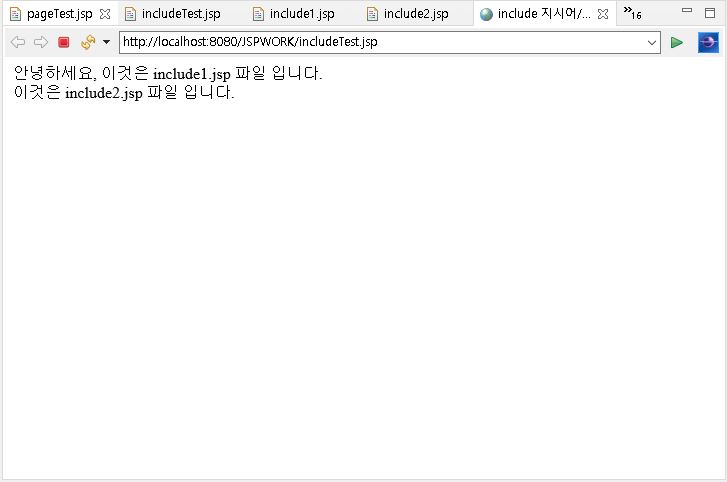 pageTest.jsp includeTest.jsp include1.jsp include2.jsp include 지시어/... 16
http://localhost:8080/JSPWORK/includeTest.jsp
안녕하세요, 이것은 include1.jsp 파일 입니다.
이것은 include2.jsp 파일 입니다.